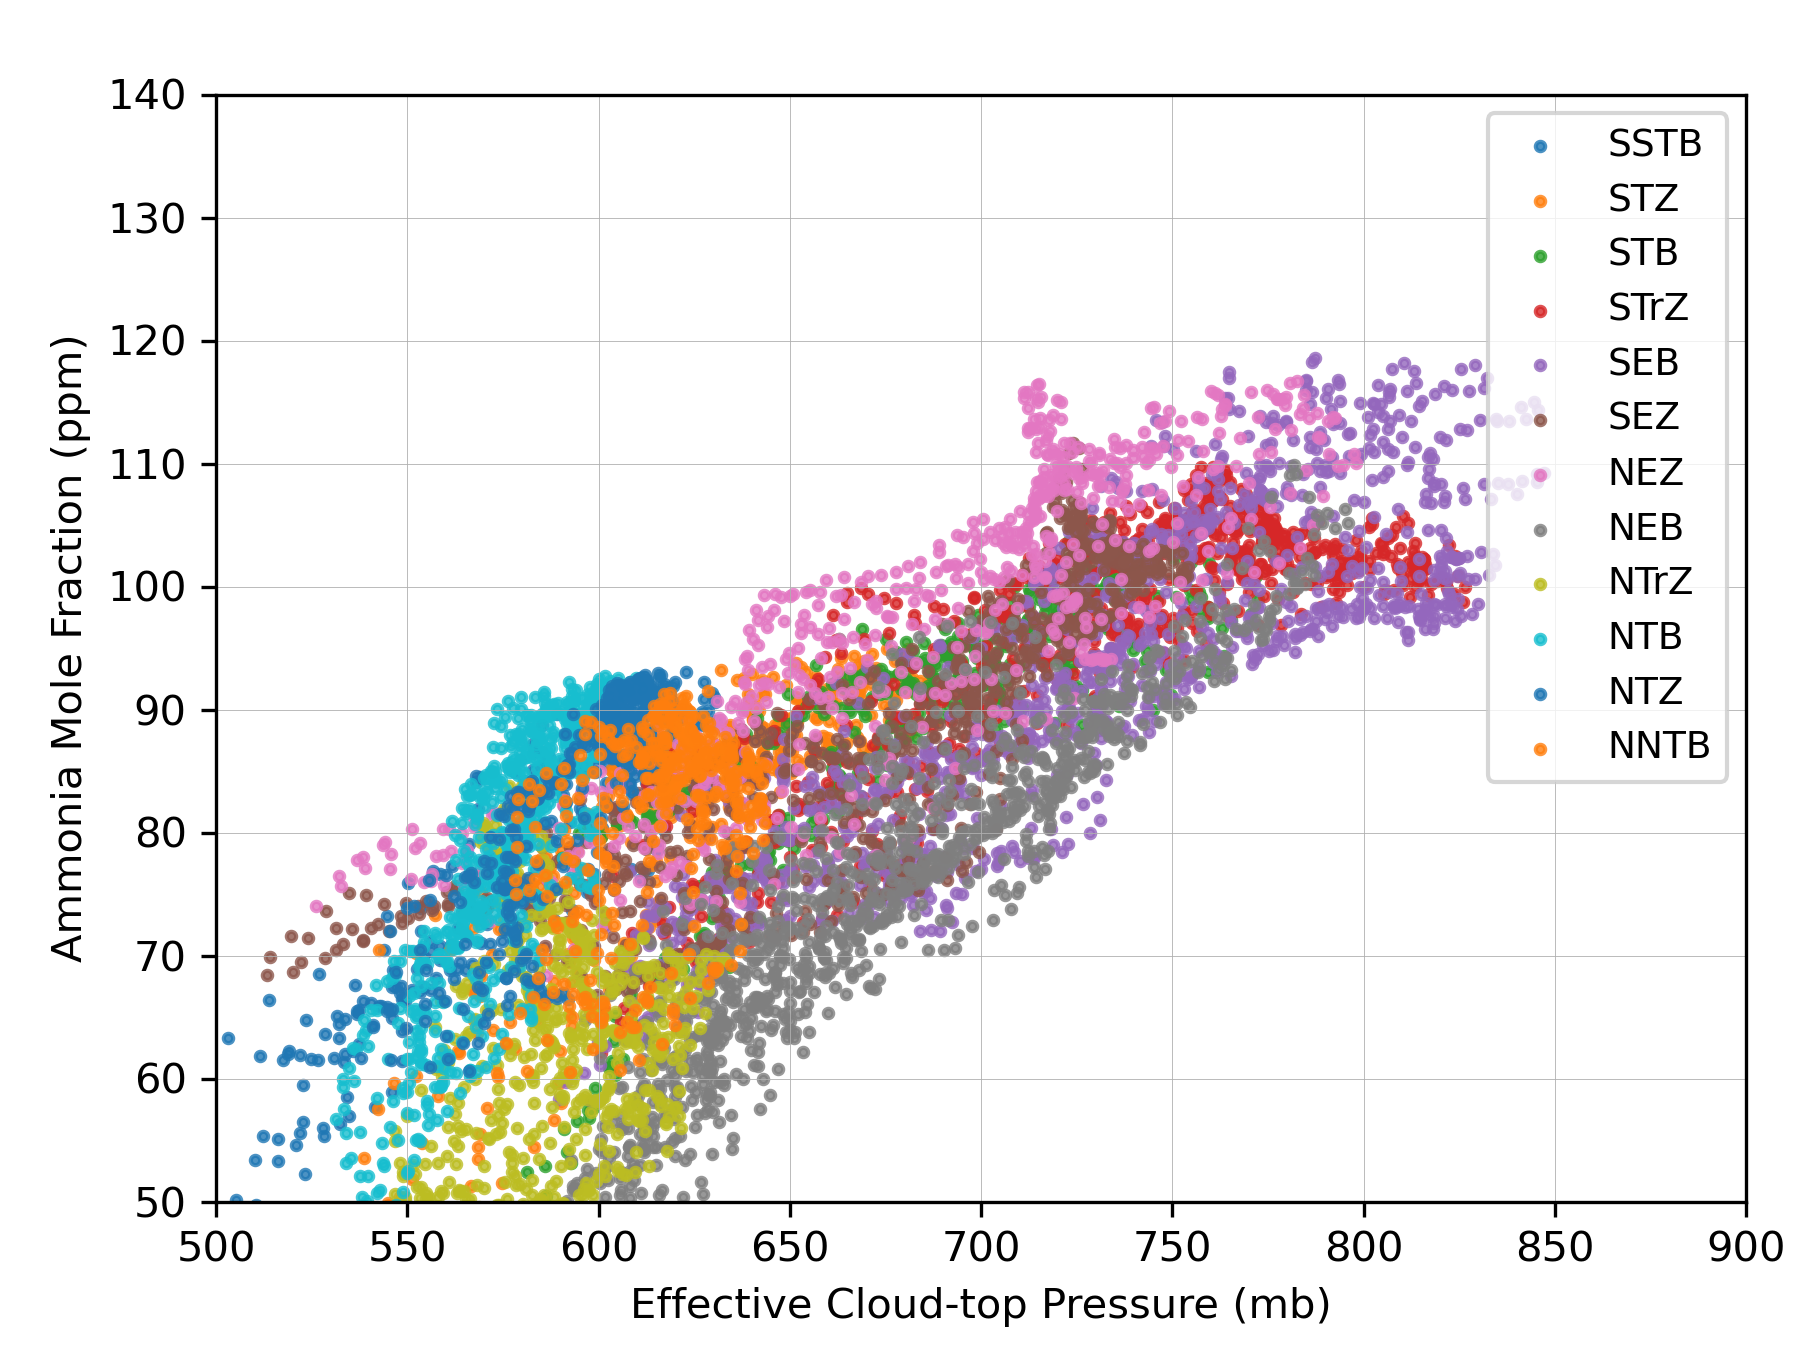 140
130
120
110
100
90
80
70
60
50
500 550 600 650 700 750 800 850 900
Ammonia Mole Fraction (ppm)
Effective Cloud-top Pressure (mb)
SSTB
STZ
STB
STrZ
SEB
SEZ
NEZ
NEB
NTrZ
NTB
NTZ
NNTB